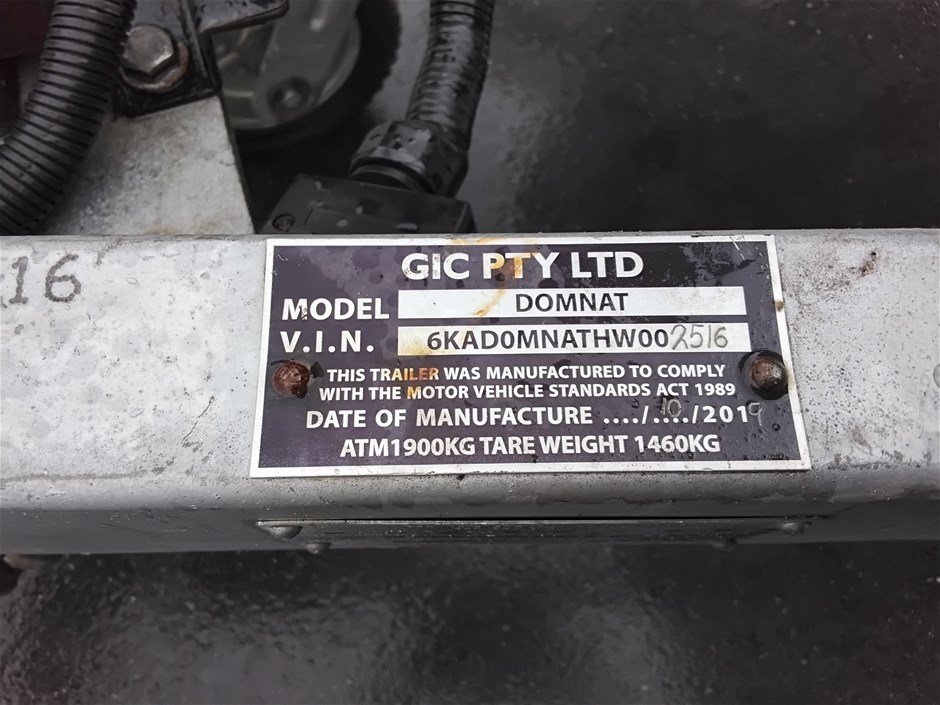 16
GIC PTY LTD
MODEL DOMNAT
V.I.N. 6KAD0MNATHW002516
THIS TRAILER WAS MANUFACTURED TO COMPLY
WITH THE MOTOR VEHICLE STANDARDS ACT 1989
DATE OF MANUFACTURE ..../10/2019
ATM1900KG TARE WEIGHT 1460KG